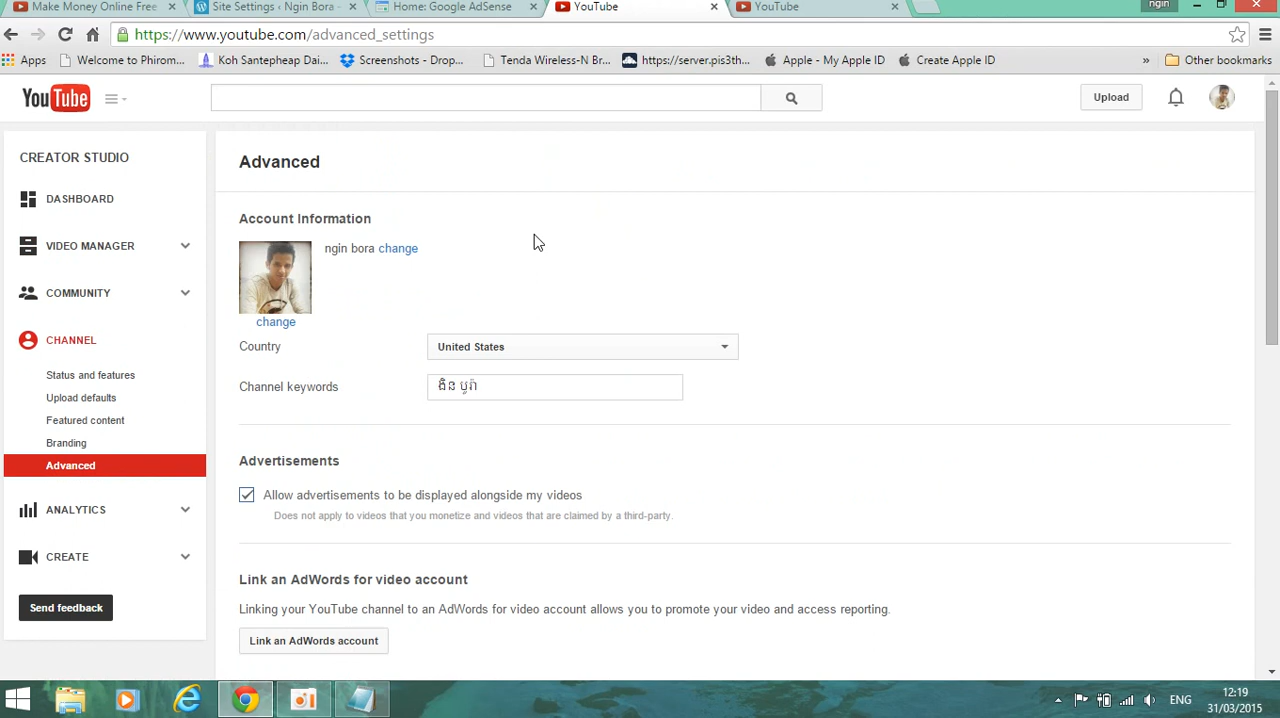 Make Money Online Free
Site Settings ‹ Ngin Bora -
Home: Google AdSense
YouTube
YouTube
ngin
https://www.youtube.com/advanced_settings
Apps
Welcome to Phirom...
Koh Santepheap Dai...
Screenshots - Drop...
Tenda Wireless-N Br...
https://server.pis3th...
Apple - My Apple ID
Create Apple ID
»
Other bookmarks
YouTube
Upload
CREATOR STUDIO
DASHBOARD
VIDEO MANAGER
COMMUNITY
CHANNEL
Status and features
Upload defaults
Featured content
Branding
Advanced
ANALYTICS
CREATE
Send feedback
Advanced
Account Information
ngin bora change
change
Country
United States
Channel keywords
ងិន បូរ៉ា
Advertisements
Allow advertisements to be displayed alongside my videos
Does not apply to videos that you monetize and videos that are claimed by a third-party.
Link an AdWords for video account
Linking your YouTube channel to an AdWords for video account allows you to promote your video and access reporting.
Link an AdWords account
ENG
12:19
31/03/2015